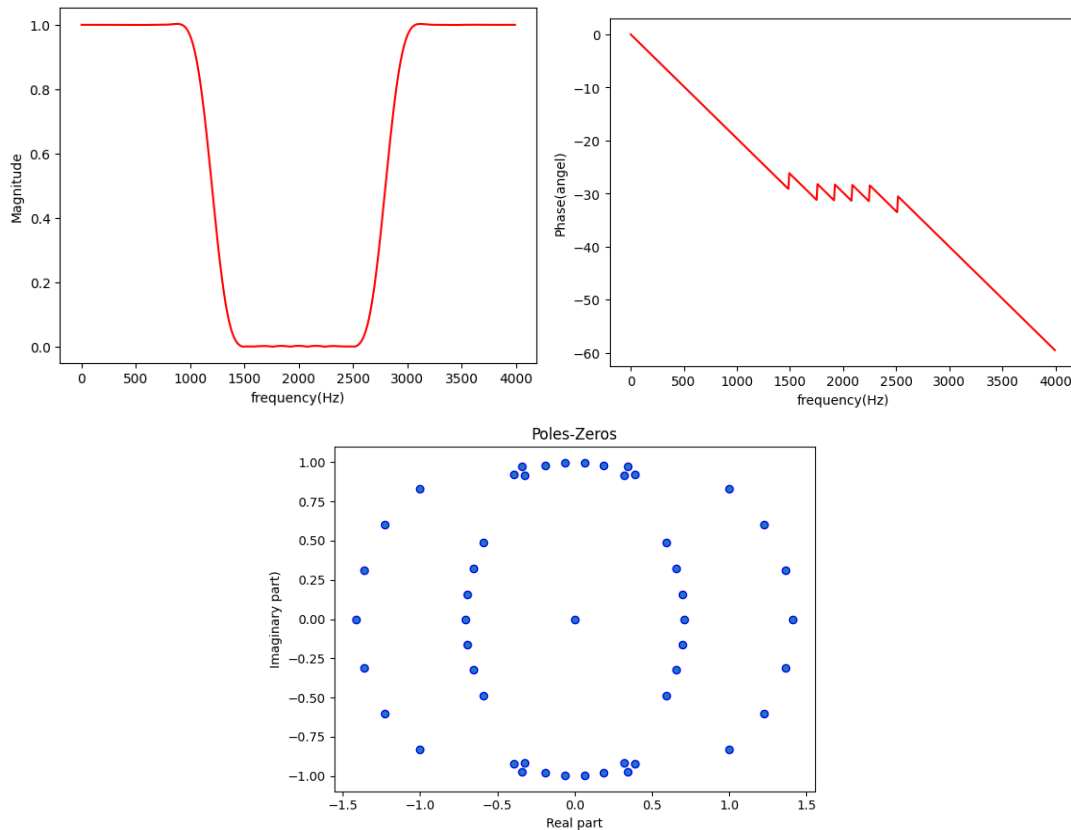 1.0
0.8
0.6
0.4
0.2
0.0
Magnitude
0 500 1000 1500 2000 2500 3000 3500 4000
frequency(Hz)
0
−10
−20
−30
−40
−50
−60
Phase(angel)
0 500 1000 1500 2000 2500 3000 3500 4000
frequency(Hz)
Poles-Zeros
1.00
0.75
0.50
0.25
0.00
−0.25
−0.50
−0.75
−1.00
Imaginary part)
−1.5 −1.0 −0.5 0.0 0.5 1.0 1.5
Real part